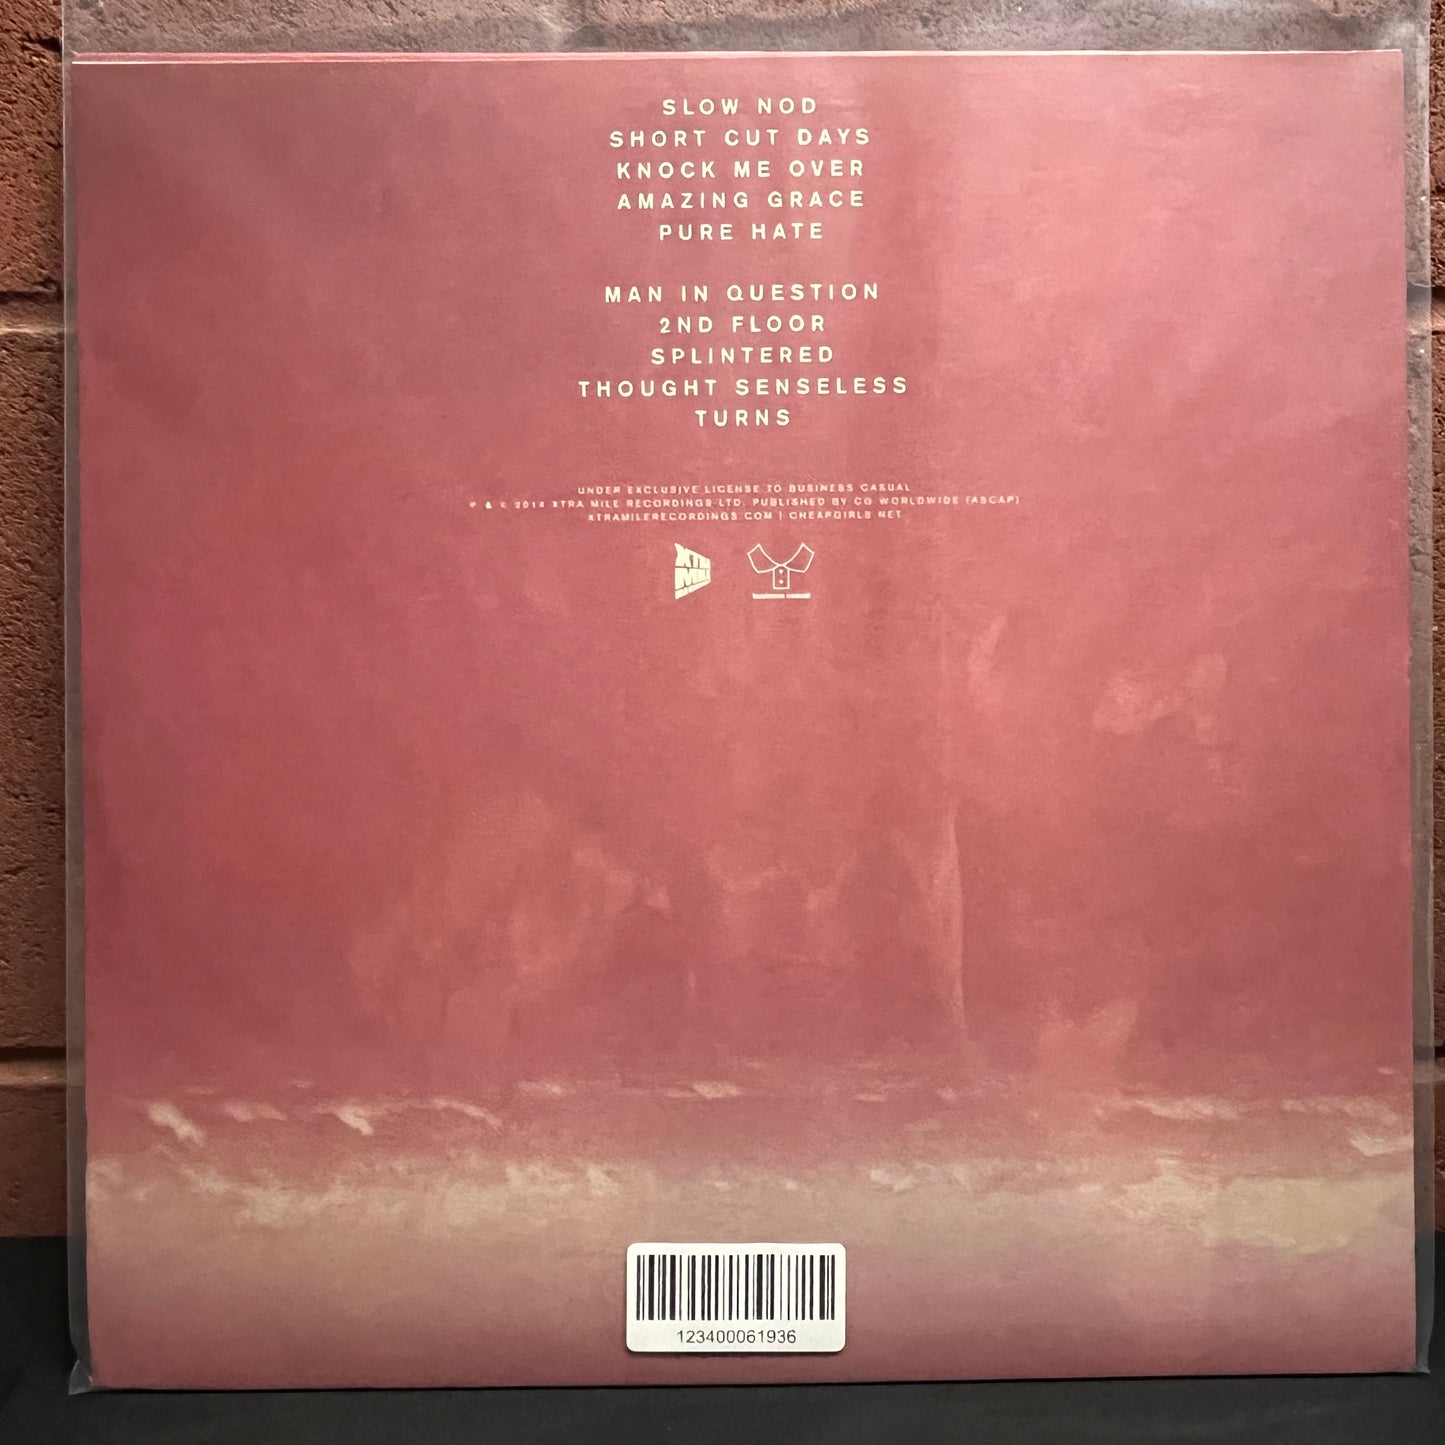 SLOW NOD
SHORT CUT DAYS
KNOCK ME OVER
AMAZING GRACE
PURE HATE
MAN IN QUESTION
2ND FLOOR
SPLINTERED
THOUGHT SENSELESS
TURNS
UNDER EXCLUSIVE LICENSE TO BUSINESS CASUAL
℗ & © 2014 XTRA MILE RECORDINGS LTD. PUBLISHED BY CG WORLDWIDE (ASCAP)
XTRAMILERECORDINGS.COM | CHEAPGIRLS.NET
XTRA
MILE
123400061936